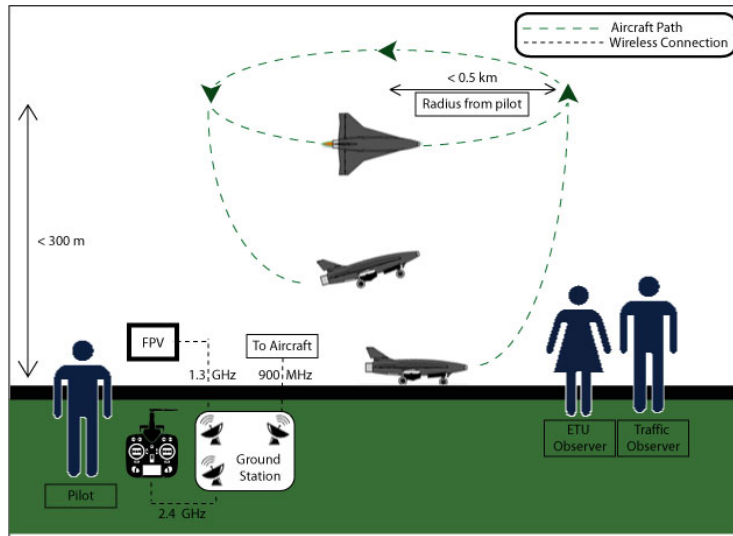 Aircraft Path
Wireless Connection
< 0.5 km
Radius from pilot
< 300 m
FPV
To Aircraft
1.3 GHz
900 MHz
Ground
Station
ETU
Observer
Traffic
Observer
Pilot
2.4 GHz